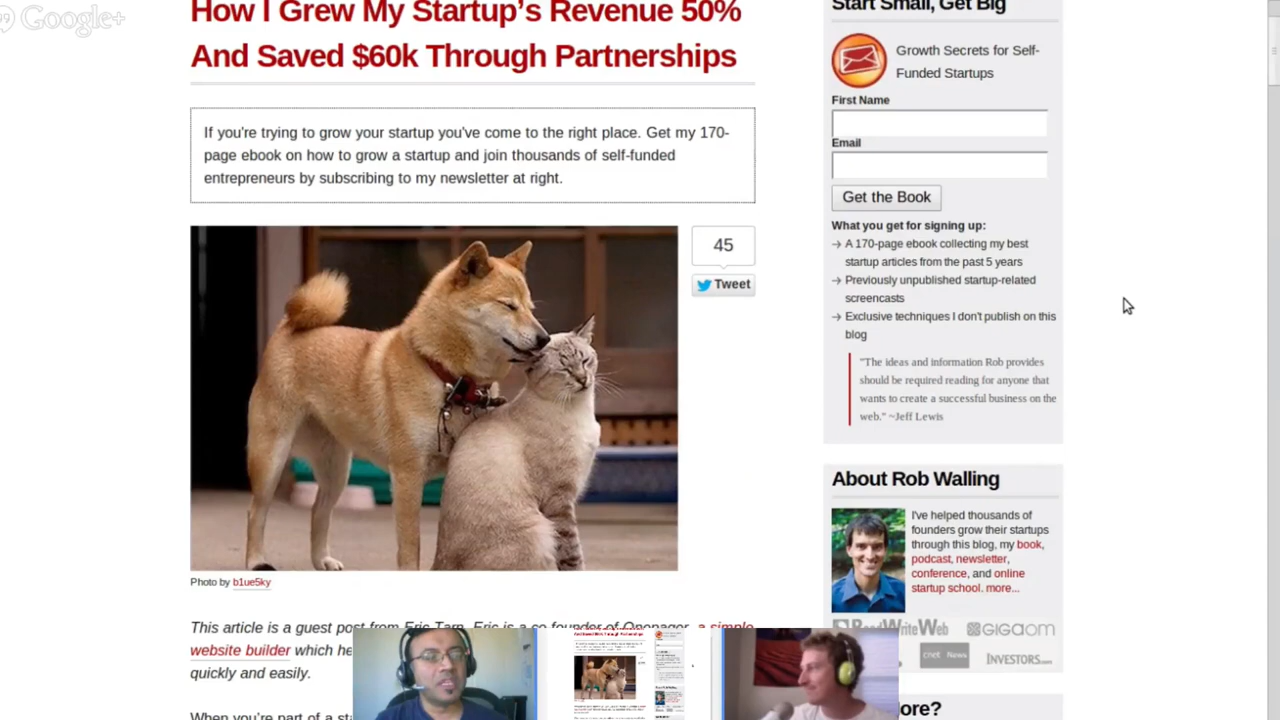 Google+
How I Grew My Startup's Revenue 50%
And Saved $60k Through Partnerships
If you're trying to grow your startup you've come to the right place. Get my 170-
page ebook on how to grow a startup and join thousands of self-funded
entrepreneurs by subscribing to my newsletter at right.
45
Tweet
Photo by b1ue5ky
This article is a guest post from Eric Tarn. Eric is a co-founder of Onepager, a simple
website builder which he
quickly and easily.
When you're part of a sta
Start Small, Get Big
Growth Secrets for Self-
Funded Startups
First Name
Email
Get the Book
What you get for signing up:
→ A 170-page ebook collecting my best
startup articles from the past 5 years
→ Previously unpublished startup-related
screencasts
→ Exclusive techniques I don't publish on this
blog
"The ideas and information Rob provides
should be required reading for anyone that
wants to create a successful business on the
web." ~Jeff Lewis
About Rob Walling
I've helped thousands of
founders grow their startups
through this blog, my book,
podcast, newsletter,
conference, and online
startup school. more...
ReadWriteWeb GIGAOM
cnet News INVESTORS.com
ore?